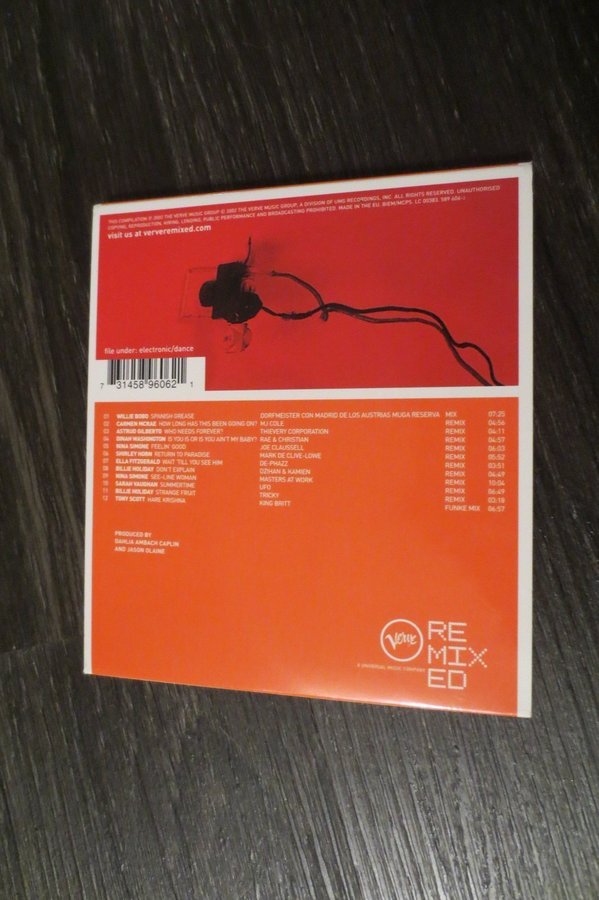 THIS COMPILATION ℗ 2002 THE VERVE MUSIC GROUP © 2002 THE VERVE MUSIC GROUP, A DIVISION OF UMG RECORDINGS, INC. ALL RIGHTS RESERVED. UNAUTHORISED
COPYING, REPRODUCTION, HIRING, LENDING, PUBLIC PERFORMANCE AND BROADCASTING PROHIBITED. MADE IN THE EU. BIEM/MCPS. LC 00383. 589 606-1
visit us at ververemixed.com
file under: electronic/dance
7 31458 96062 1
01 WILLIE BOBO SPANISH GREASE DORFMEISTER CON MADRID DE LOS AUSTRIAS MUGA RESERVA MIX 07:25
02 CARMEN MCRAE HOW LONG HAS THIS BEEN GOING ON? MJ COLE REMIX 04:56
03 ASTRUD GILBERTO WHO NEEDS FOREVER? THIEVERY CORPORATION REMIX 04:11
04 DINAH WASHINGTON IS YOU IS OR IS YOU AIN'T MY BABY? RAE & CHRISTIAN REMIX 04:57
05 NINA SIMONE FEELIN' GOOD JOE CLAUSSELL REMIX 06:03
06 SHIRLEY HORN RETURN TO PARADISE MARK DE CLIVE-LOWE REMIX 05:52
07 ELLA FITZGERALD WAIT 'TILL YOU SEE HIM DE-PHAZZ REMIX 03:51
08 BILLIE HOLIDAY DON'T EXPLAIN DZIHAN & KAMIEN REMIX 04:49
09 NINA SIMONE SEE-LINE WOMAN MASTERS AT WORK REMIX 10:04
10 SARAH VAUGHAN SUMMERTIME UFO REMIX 06:49
11 BILLIE HOLIDAY STRANGE FRUIT TRICKY REMIX 03:18
12 TONY SCOTT HARE KRISHNA KING BRITT FUNKE MIX 06:57
PRODUCED BY
DAHLIA AMBACH CAPLIN
AND JASON OLAINE
Verve
A UNIVERSAL MUSIC COMPANY
RE
MIX
ED